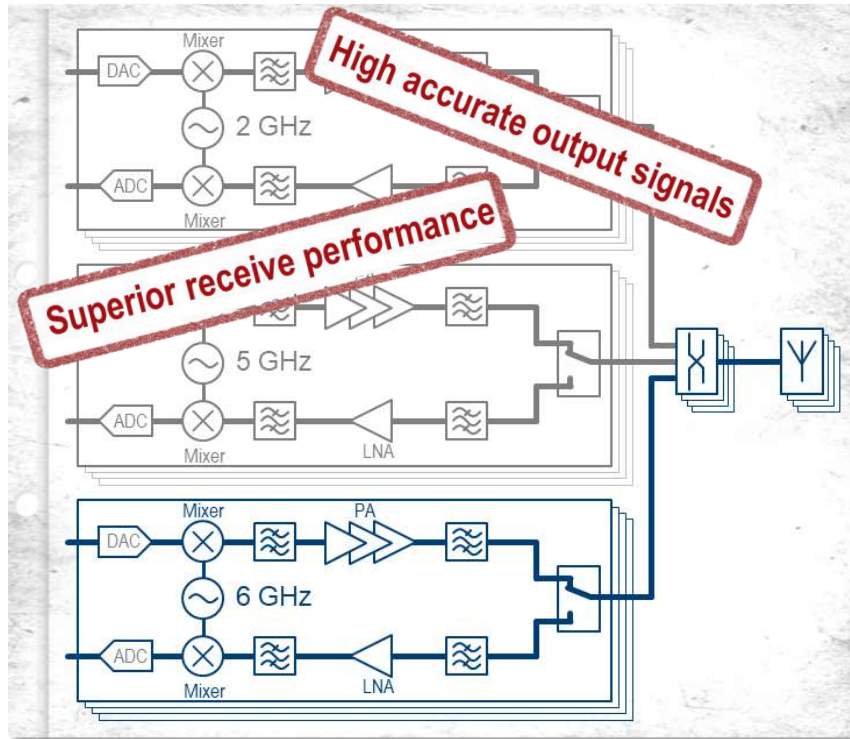 Mixer
DAC
2 GHz
ADC
Mixer
High accurate output signals
Superior receive performance
5 GHz
ADC
Mixer
LNA
Mixer
PA
DAC
6 GHz
ADC
Mixer
LNA